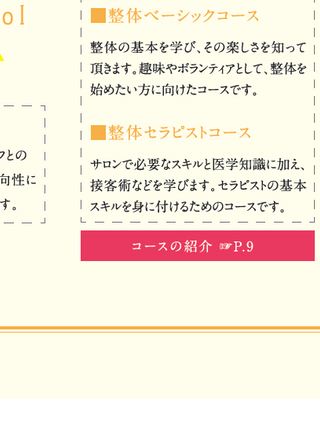 ol
フとの
向性に
す。
■整体ベーシックコース
整体の基本を学び、その楽しさを知って
頂きます。趣味やボランティアとして、整体を
始めたい方に向けたコースです。
■整体セラピストコース
サロンで必要なスキルと医学知識に加え、
接客術などを学びます。セラピストの基本
スキルを身に付けるためのコースです。
コースの紹介 ☞P.9